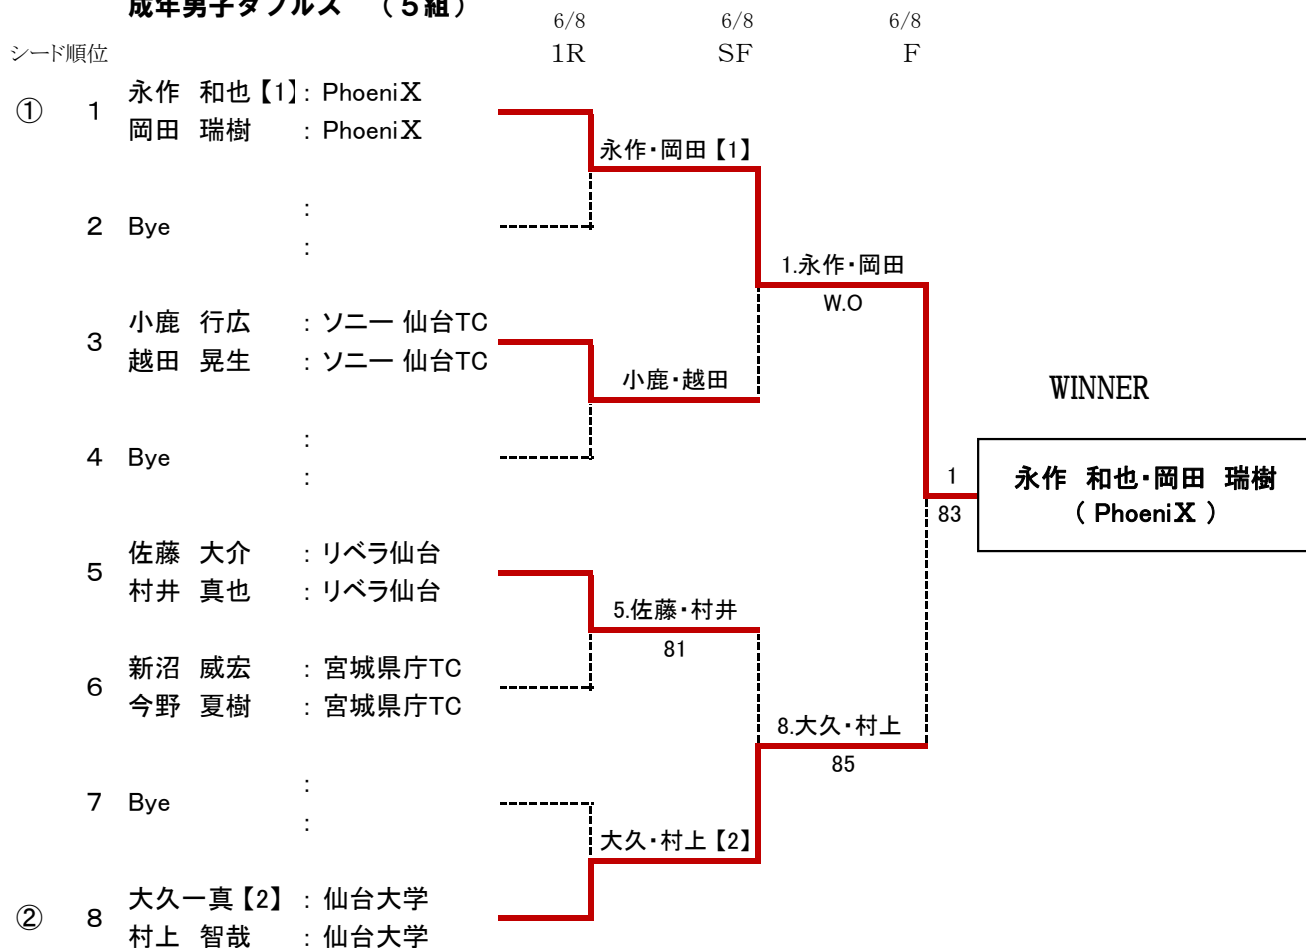 成年男子ダブルス （５組）
6/8 6/8 6/8
シード順位 1R SF F
① 1 永作 和也【1】: PhoeniX
岡田 瑞樹 : PhoeniX
永作・岡田【1】
2 Bye :
:
1.永作・岡田
W.O
3 小鹿 行広 : ソニー 仙台TC
越田 晃生 : ソニー 仙台TC
小鹿・越田
WINNER
4 Bye :
:
1 永作 和也・岡田 瑞樹
83 （ PhoeniX ）
5 佐藤 大介 : リベラ仙台
村井 真也 : リベラ仙台
5.佐藤・村井
81
6 新沼 威宏 : 宮城県庁TC
今野 夏樹 : 宮城県庁TC
8.大久・村上
85
7 Bye :
:
大久・村上【2】
② 8 大久一真【2】 : 仙台大学
村上 智哉 : 仙台大学